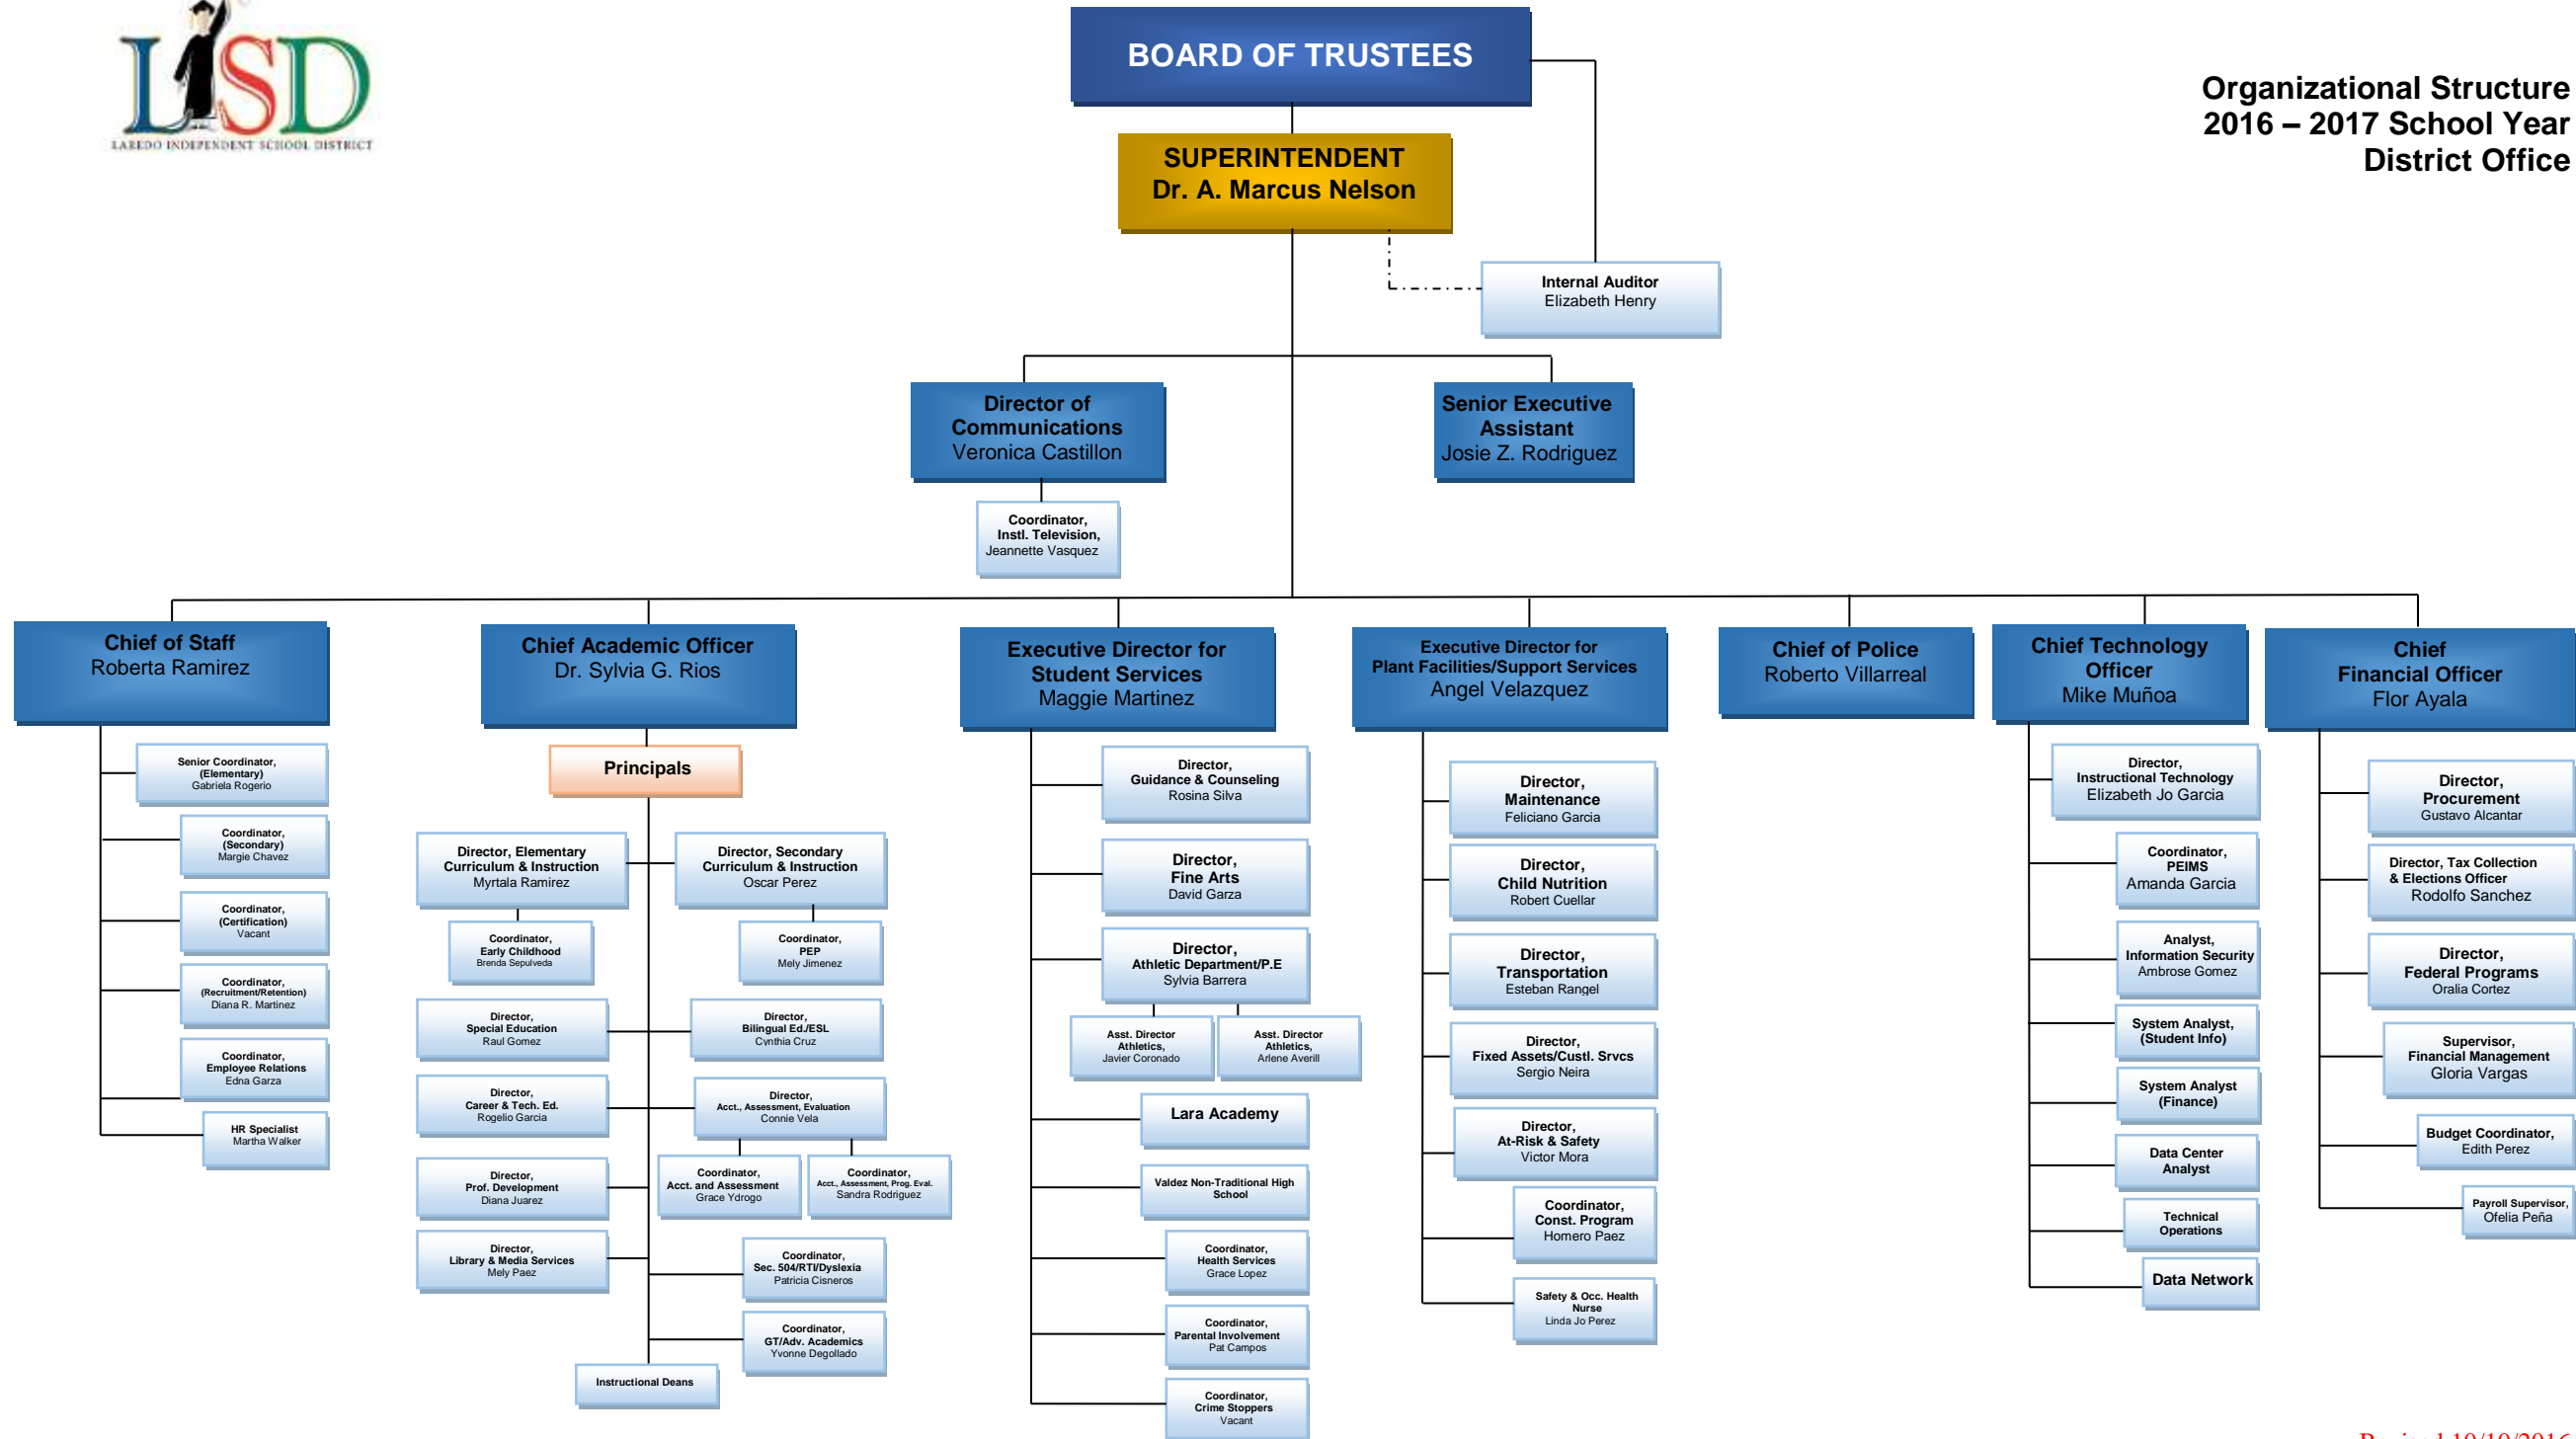 LISD
LAREDO INDEPENDENT SCHOOL DISTRICT
BOARD OF TRUSTEES
Organizational Structure
2016 – 2017 School Year
District Office
SUPERINTENDENT
Dr. A. Marcus Nelson
Internal Auditor
Elizabeth Henry
Director of
Communications
Veronica Castillon
Senior Executive
Assistant
Josie Z. Rodriguez
Coordinator,
Instl. Television,
Jeannette Vasquez
Chief of Staff
Roberta Ramirez
Senior Coordinator,
(Elementary)
Gabriela Rogerio
Coordinator,
(Secondary)
Margie Chavez
Coordinator,
(Certification)
Vacant
Coordinator,
(Recruitment/Retention)
Diana R. Martinez
Coordinator,
Employee Relations
Edna Garza
HR Specialist
Martha Walker
Chief Academic Officer
Dr. Sylvia G. Rios
Principals
Director, Elementary
Curriculum & Instruction
Myrtala Ramirez
Director, Secondary
Curriculum & Instruction
Oscar Perez
Coordinator,
Early Childhood
Brenda Sepulveda
Coordinator,
PEP
Mely Jimenez
Director,
Special Education
Raul Gomez
Director,
Bilingual Ed./ESL
Cynthia Cruz
Director,
Career & Tech. Ed.
Rogelio Garcia
Director,
Acct., Assessment, Evaluation
Connie Vela
Director,
Prof. Development
Diana Juarez
Coordinator,
Acct. and Assessment
Grace Ydrogo
Coordinator,
Acct., Assessment, Prog. Eval.
Sandra Rodriguez
Director,
Library & Media Services
Mely Paez
Coordinator,
Sec. 504/RTI/Dyslexia
Patricia Cisneros
Coordinator,
GT/Adv. Academics
Yvonne Degollado
Instructional Deans
Executive Director for
Student Services
Maggie Martinez
Director,
Guidance & Counseling
Rosina Silva
Director,
Fine Arts
David Garza
Director,
Athletic Department/P.E
Sylvia Barrera
Asst. Director
Athletics,
Javier Coronado
Asst. Director
Athletics,
Arlene Averill
Lara Academy
Valdez Non-Traditional High
School
Coordinator,
Health Services
Grace Lopez
Coordinator,
Parental Involvement
Pat Campos
Coordinator,
Crime Stoppers
Vacant
Executive Director for
Plant Facilities/Support Services
Angel Velazquez
Director,
Maintenance
Feliciano Garcia
Director,
Child Nutrition
Robert Cuellar
Director,
Transportation
Esteban Rangel
Director,
Fixed Assets/Custl. Srvcs
Sergio Neira
Director,
At-Risk & Safety
Victor Mora
Coordinator,
Const. Program
Homero Paez
Safety & Occ. Health
Nurse
Linda Jo Perez
Chief of Police
Roberto Villarreal
Chief Technology
Officer
Mike Muñoa
Director,
Instructional Technology
Elizabeth Jo Garcia
Coordinator,
PEIMS
Amanda Garcia
Analyst,
Information Security
Ambrose Gomez
System Analyst,
(Student Info)
System Analyst
(Finance)
Data Center
Analyst
Technical
Operations
Data Network
Chief
Financial Officer
Flor Ayala
Director,
Procurement
Gustavo Alcantar
Director, Tax Collection
& Elections Officer
Rodolfo Sanchez
Director,
Federal Programs
Oralia Cortez
Supervisor,
Financial Management
Gloria Vargas
Budget Coordinator,
Edith Perez
Payroll Supervisor,
Ofelia Peña
Revised 10/10/2016